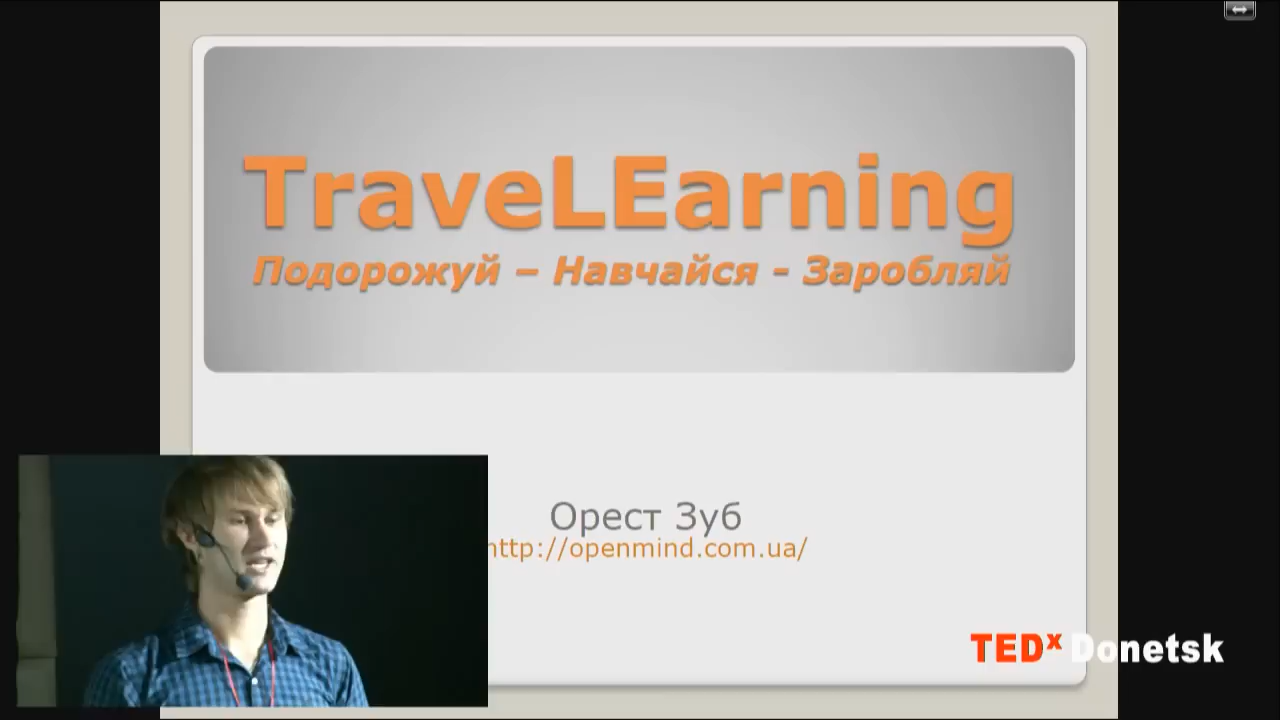 TraveLEarning
Подорожуй – Навчайся - Заробляй
Орест Зуб
http://openmind.com.ua/
TEDx Donetsk